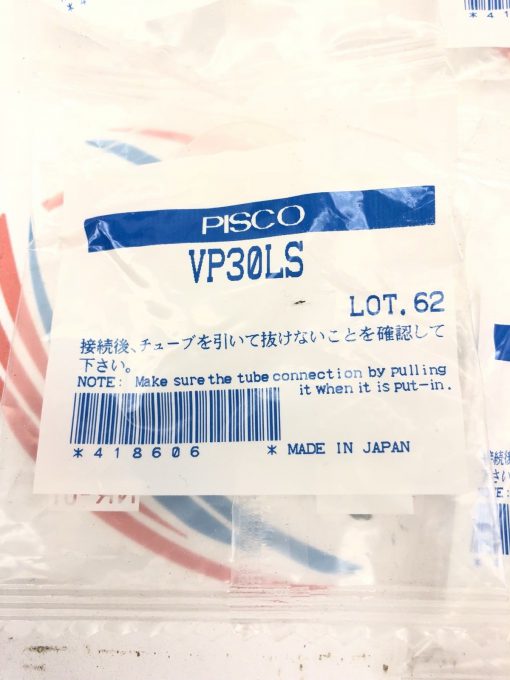 PISCO
VP30LS
LOT.62
接続後、チューブを引いて抜けないことを確認して
下さい。
NOTE: Make sure the tube connection by pulling
it when it is put-in.
*418606 *
MADE IN JAPAN
*41